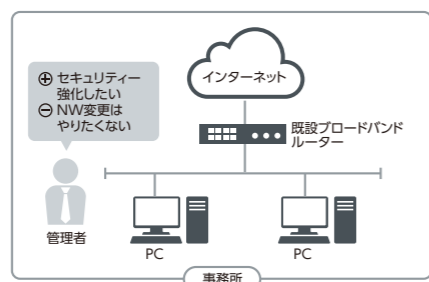 ⊕ セキュリティー
強化したい
⊖ NW変更は
やりたくない
インターネット
既設ブロードバンド
ルーター
管理者
PC
PC
事務所